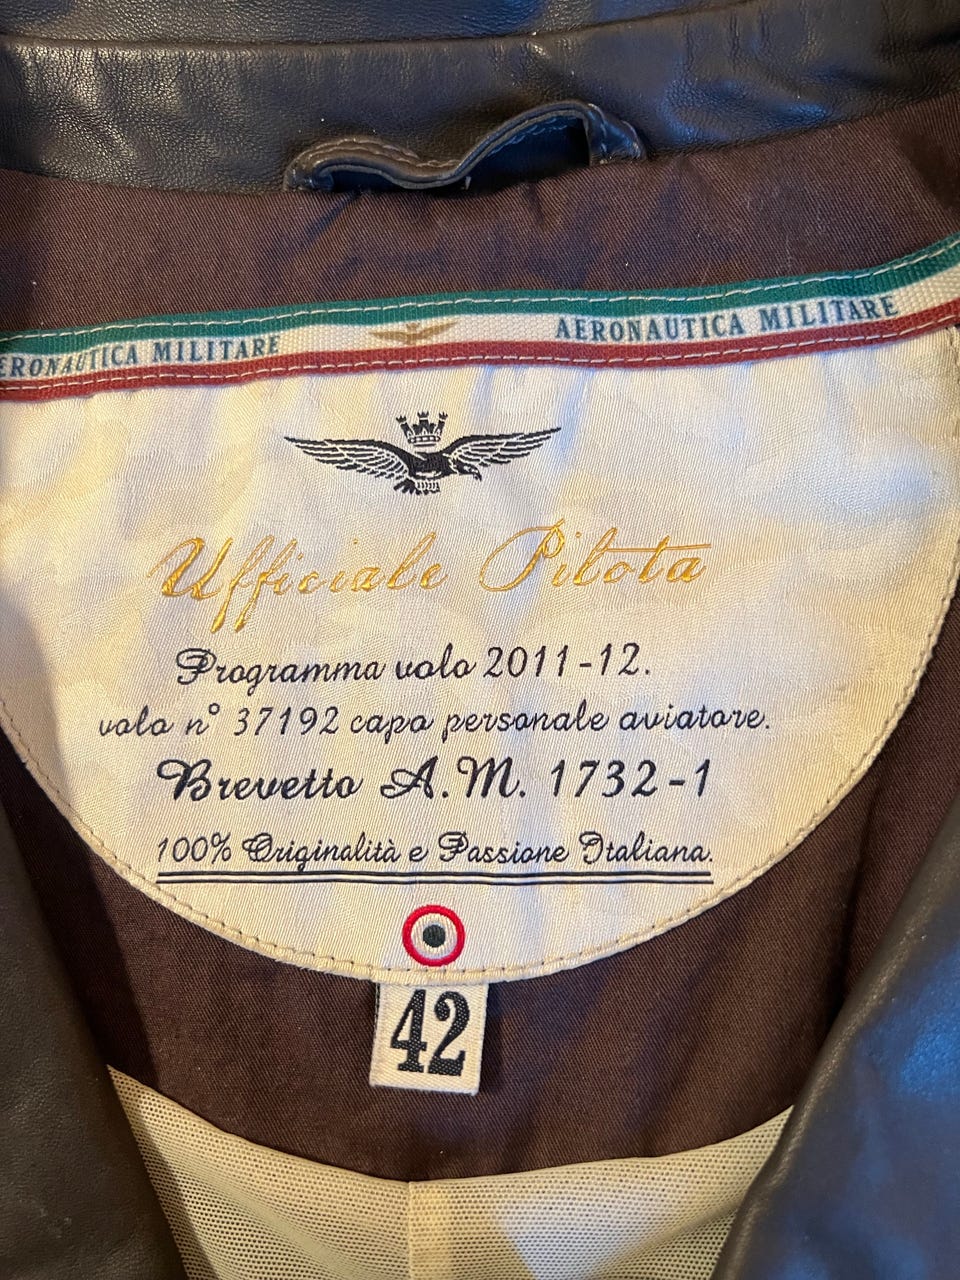 ERONAUTICA MILITARE AERONAUTICA MILITARE
Ufficiale Pilota
Programma volo 2011-12.
volo n° 37192 capo personale aviatore.
Brevetto A.M. 1732-1
100% Originalità e Passione Italiana.
42